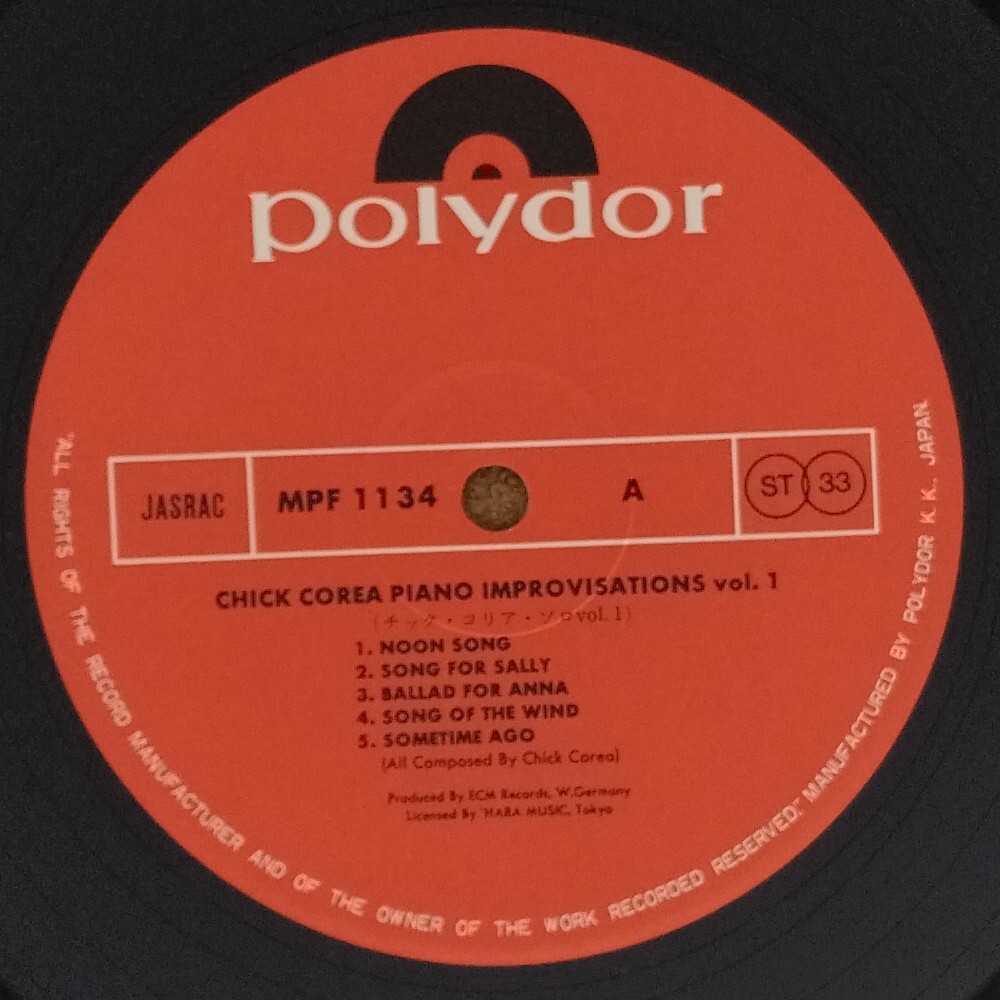 polydor
JASRAC
MPF 1134
A
ST 33
CHICK COREA PIANO IMPROVISATIONS vol. 1
(チック・コリア・ソロ vol. 1)
1. NOON SONG
2. SONG FOR SALLY
3. BALLAD FOR ANNA
4. SONG OF THE WIND
5. SOMETIME AGO
(All Composed By Chick Corea)
Produced By ECM Records, W.Germany
Licensed By HARA MUSIC, Tokyo
"ALL RIGHTS OF THE RECORD MANUFACTURER AND OF THE OWNER OF THE WORK RECORDED RESERVED." MANUFACTURED BY POLYDOR K.K., JAPAN.